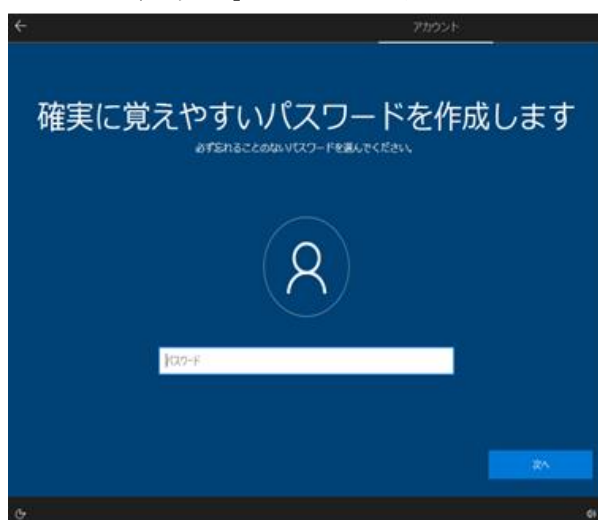 アカウント
確実に覚えやすいパスワードを作成します
必ず忘れることのないパスワードを選んでください。
パスワード
次へ